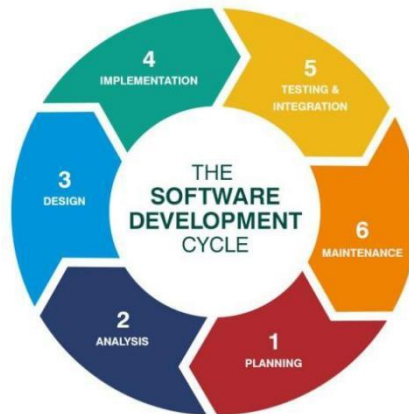 THE
SOFTWARE
DEVELOPMENT
CYCLE
1
PLANNING
2
ANALYSIS
3
DESIGN
4
IMPLEMENTATION
5
TESTING &
INTEGRATION
6
MAINTENANCE